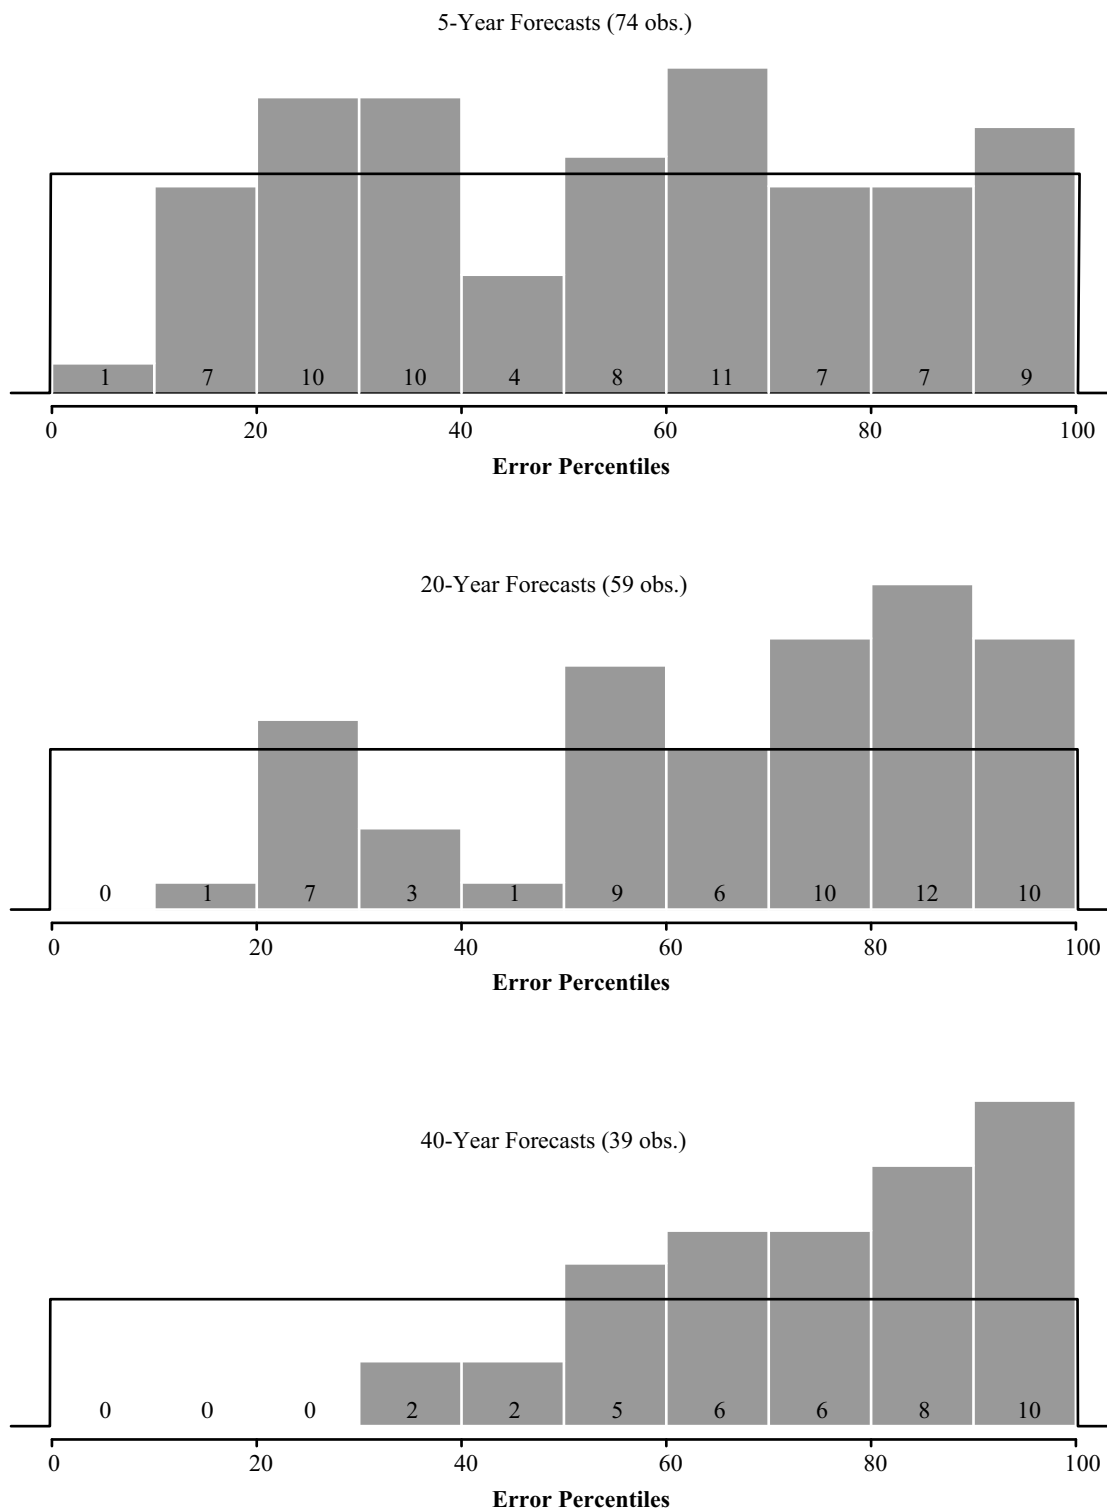 5-Year Forecasts (74 obs.)
1 7 10 10 4 8 11 7 7 9
0 20 40 60 80 100
Error Percentiles
20-Year Forecasts (59 obs.)
0 1 7 3 1 9 6 10 12 10
0 20 40 60 80 100
Error Percentiles
40-Year Forecasts (39 obs.)
0 0 0 2 2 5 6 6 8 10
0 20 40 60 80 100
Error Percentiles